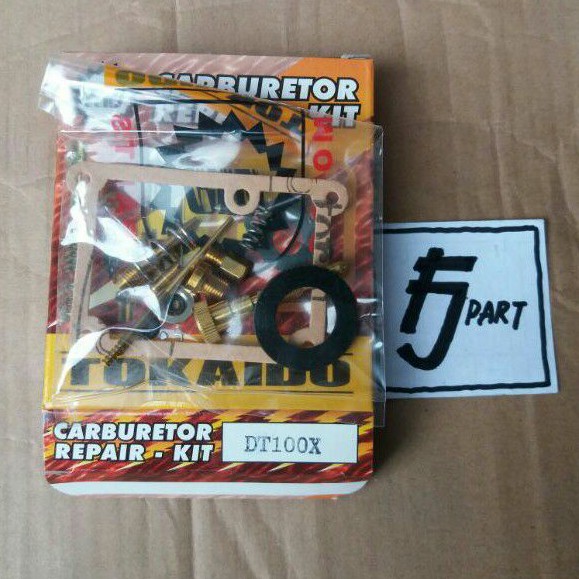 CARBURETOR
KIT
TOKAIDO
CARBURETOR
REPAIR - KIT
DT100X
FJ PART